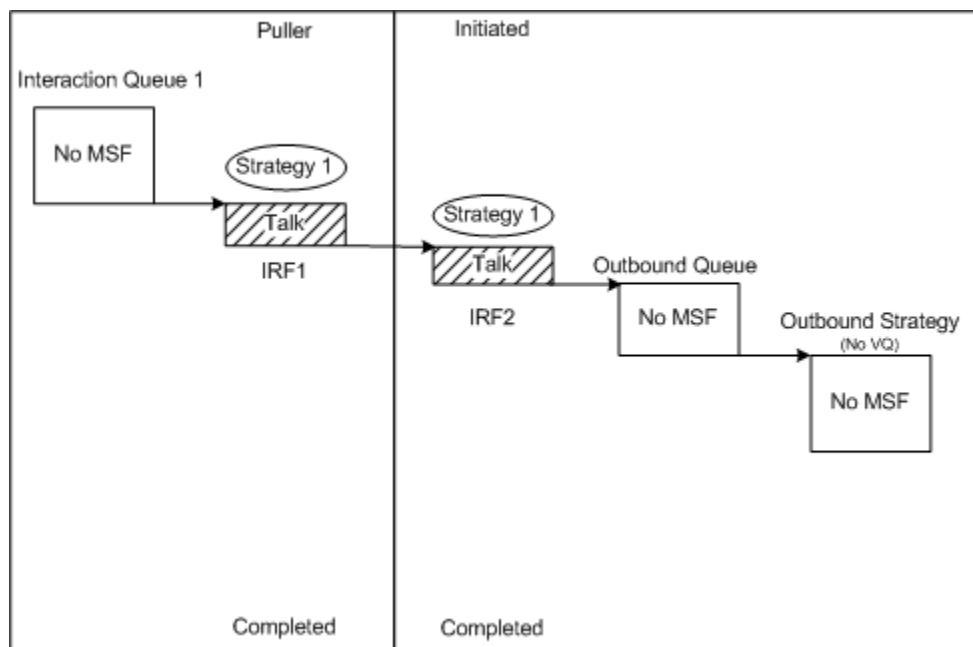 Puller
Initiated
Interaction Queue 1
No MSF
Strategy 1
Talk
IRF1
Strategy 1
Talk
IRF2
Outbound Queue
No MSF
Outbound Strategy
(No VQ)
No MSF
Completed
Completed